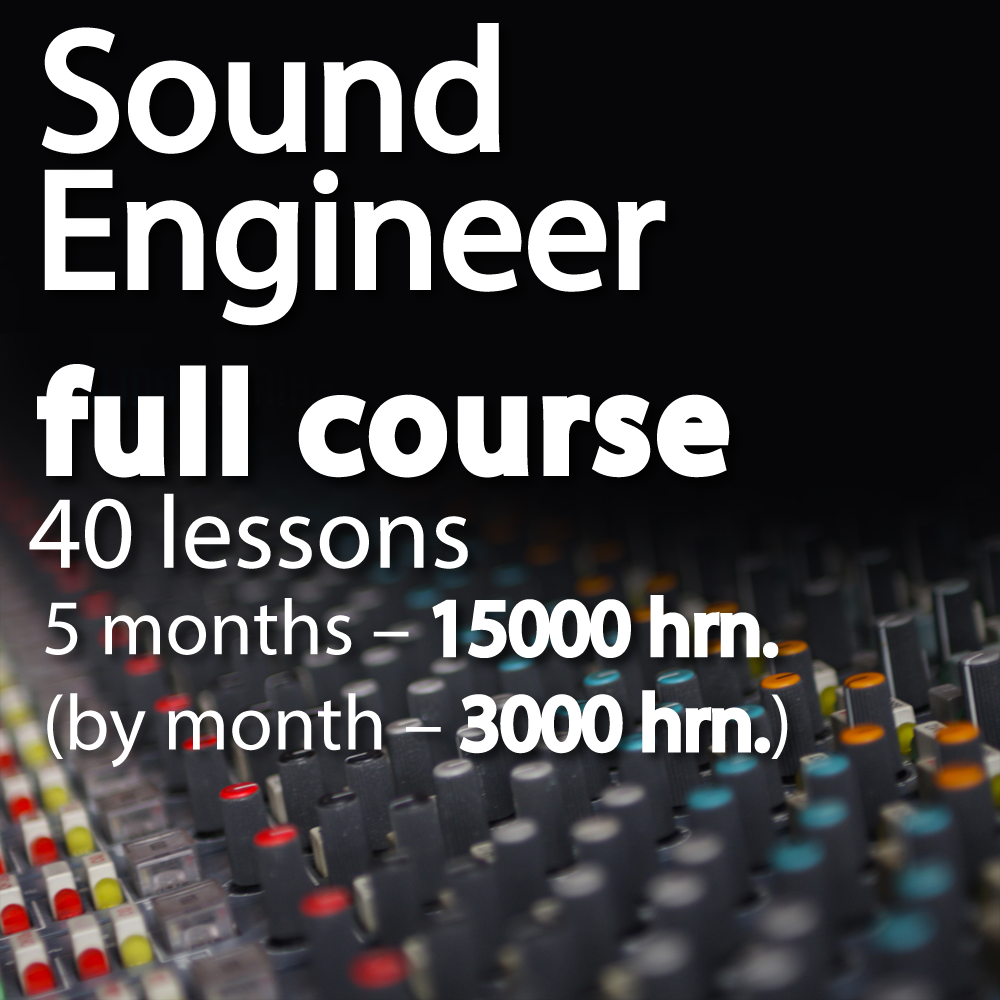 Sound
Engineer
full course
40 lessons
5 months – 15000 hrn.
(by month – 3000 hrn.)